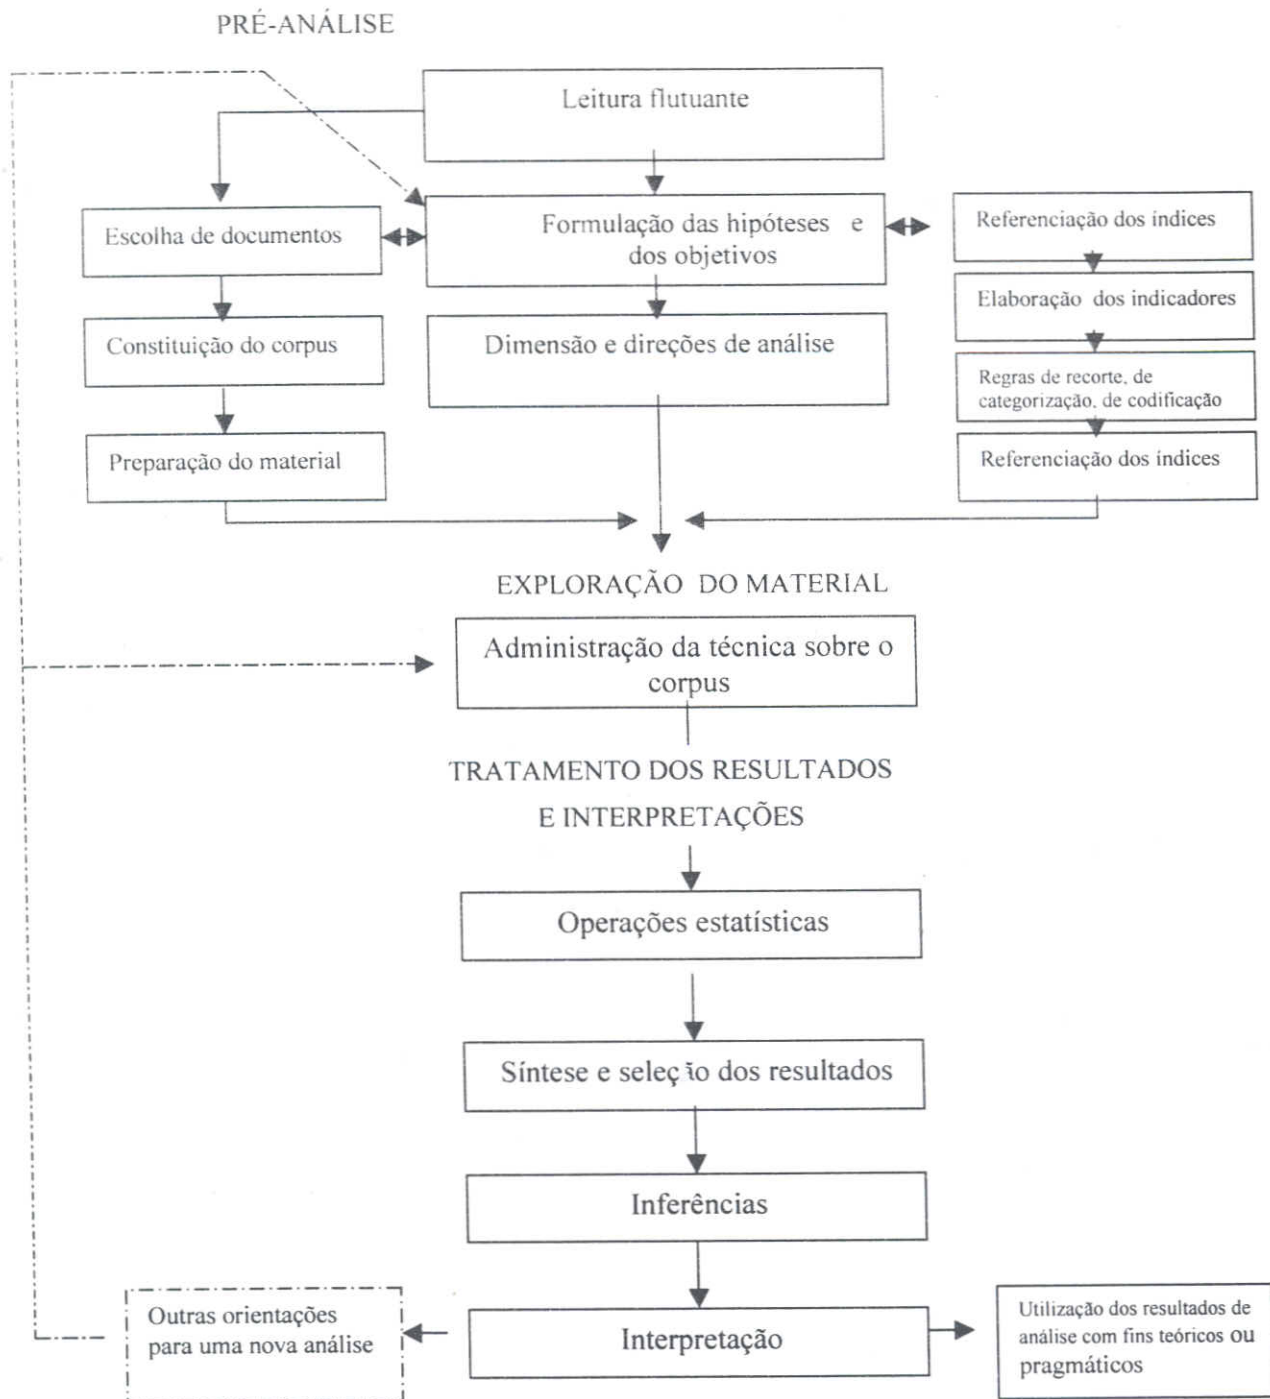 PRÉ-ANÁLISE
Leitura flutuante
Escolha de documentos
Formulação das hipóteses e
dos objetivos
Referenciação dos índices
Elaboração dos indicadores
Constituição do corpus
Dimensão e direções de análise
Regras de recorte, de
categorização, de codificação
Preparação do material
Referenciação dos índices
EXPLORAÇÃO DO MATERIAL
Administração da técnica sobre o
corpus
TRATAMENTO DOS RESULTADOS
E INTERPRETAÇÕES
Operações estatísticas
Síntese e seleção dos resultados
Inferências
Outras orientações
para uma nova análise
Interpretação
Utilização dos resultados de
análise com fins teóricos ou
pragmáticos